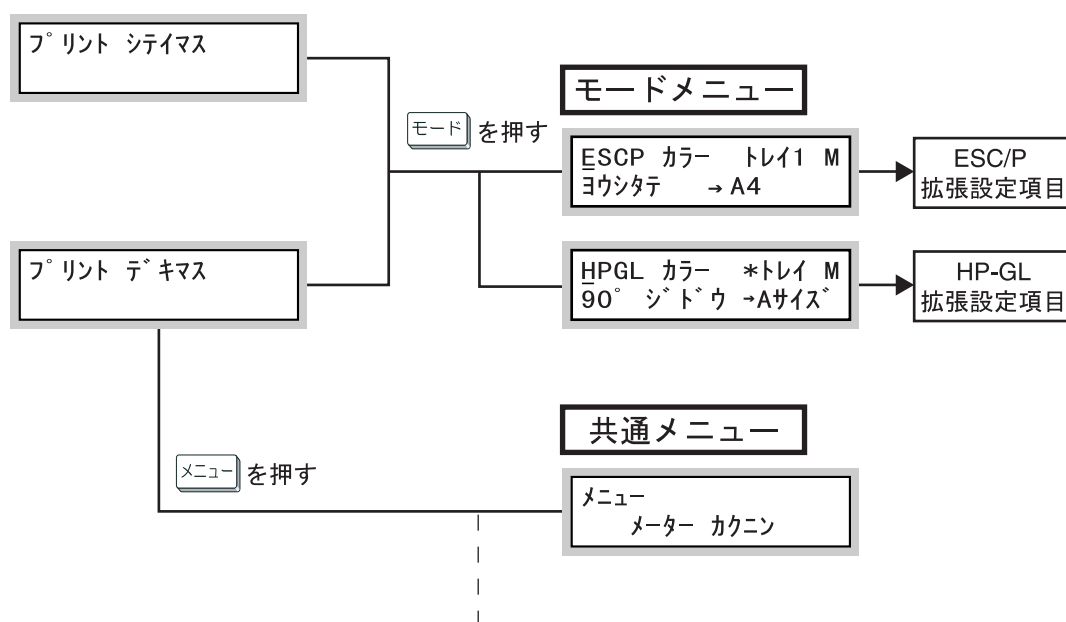 ﾌﾟﾘﾝﾄ ｼﾃｲﾏｽ
モードメニュー
モード を押す
ESCP ｶﾗｰ ﾄﾚｲ1 M
ﾖｳｼﾀﾃ →A4
ESC/P
拡張設定項目
ﾌﾟﾘﾝﾄ ﾃﾞｷﾏｽ
HPGL ｶﾗｰ *ﾄﾚｲ M
90ﾟ ｼﾞﾄﾞｳ →Aｻｲｽﾞ
HP-GL
拡張設定項目
共通メニュー
メニュー を押す
ﾒﾆｭｰ
ﾒｰﾀｰ ｶｸﾆﾝ